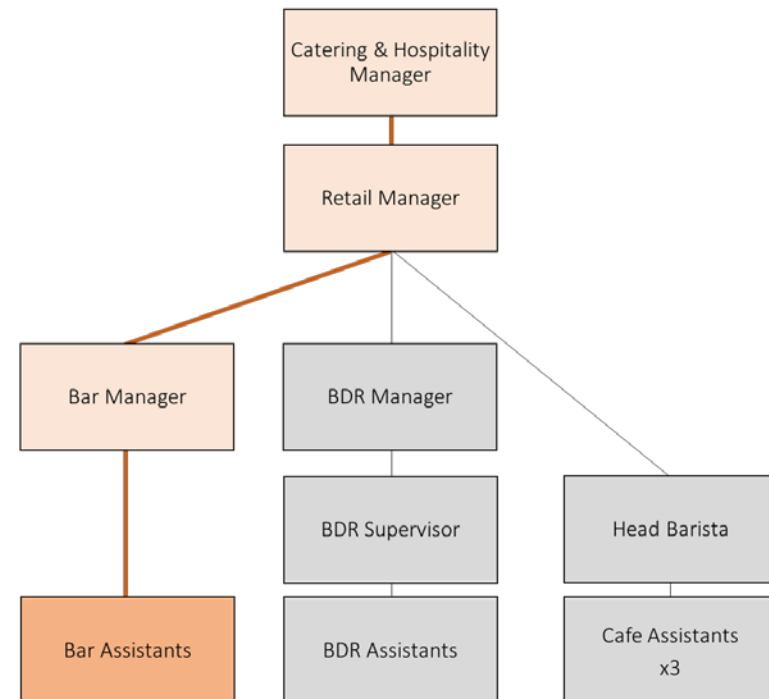 Catering & Hospitality
Manager
Retail Manager
Bar Manager
BDR Manager
BDR Supervisor
Head Barista
Bar Assistants
BDR Assistants
Cafe Assistants
x3